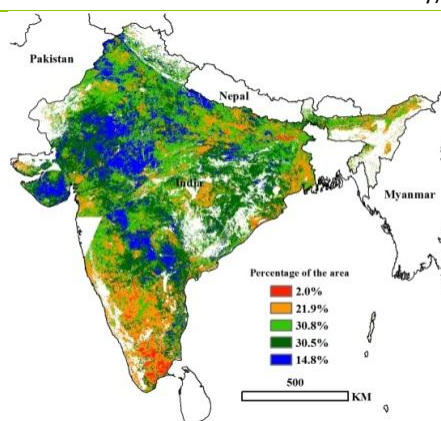 Pakistan
Nepal
India
Myanmar
Percentage of the area
2.0%
21.9%
30.8%
30.5%
14.8%
500
KM